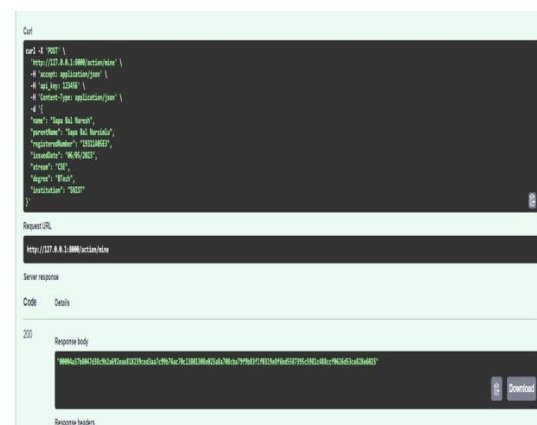 Curl
curl -X 'POST' \
'http://127.0.0.1:8000/action/mine' \
-H 'accept: application/json' \
-H 'api_key: 123456' \
-H 'Content-Type: application/json' \
-d '{
"name": "Sapa Bal Naresh",
"parentName": "Sapa Bal Narsimlu",
"registeredNumber": "19311A05E3",
"issuedDate": "06/05/2023",
"stream": "CSE",
"degree": "BTech",
"institution": "SNIST"
}'
Request URL
http://127.0.0.1:8000/action/mine
Server response
Code Details
200
Response body
Download
Response headers